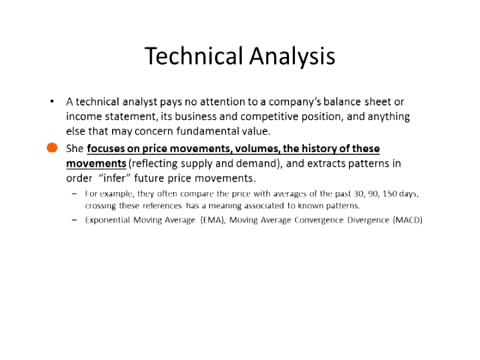 Technical Analysis
• A technical analyst pays no attention to a company's balance sheet or
income statement, its business and competitive position, and anything
else that may concern fundamental value.
She focuses on price movements, volumes, the history of these
movements (reflecting supply and demand), and extracts patterns in
order "infer" future price movements.
– For example, they often compare the price with averages of the past 30, 90, 150 days,
crossing these references has a meaning associated to known patterns.
– Exponential Moving Average (EMA), Moving Average Convergence Divergence (MACD)